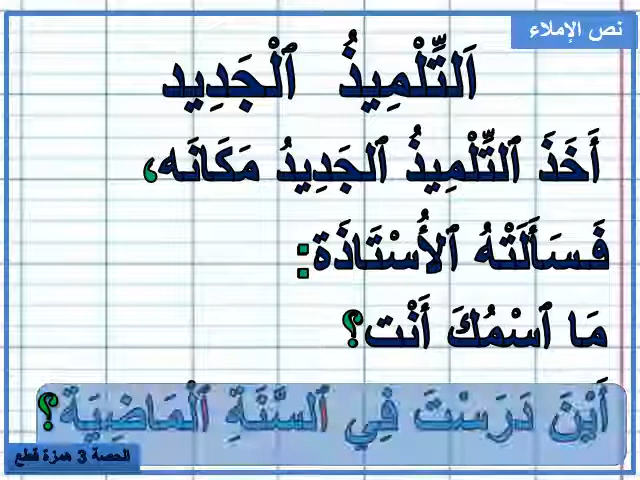 نص الإملاء
اَلتِّلْمِيذُ ٱلْجَدِيد
أَخَذَ ٱلتِّلْمِيذُ ٱلجَدِيدُ مَكَانَه،
فَسَأَلَتْهُ ٱلأُسْتَاذَة:
مَا ٱسْمُكَ أَنْت؟
أَيْنَ دَرَسْتَ فِي ٱلسَّنَةِ ٱلْمَاضِيَة؟
الحصة 3 همزة قطع